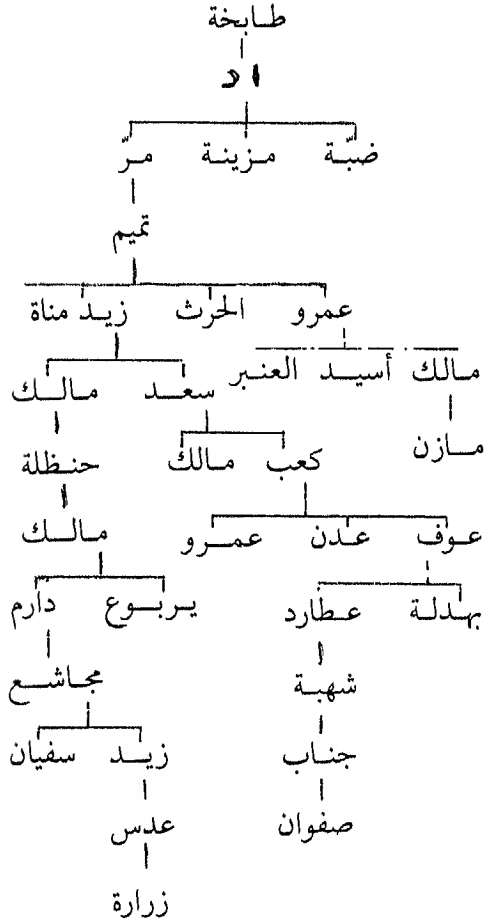 طابخة
اد
ضبّة مزينة مرّ
تميم
عمرو الحرث زيد مناة
مالك أسيد العنبر
سعد مالك
مازن
كعب مالك
حنظلة
عوف عدن عمرو
مالك
بهدلة عطارد
يربوع دارم
شهبة
مجاشع
جناب
زيد سفيان
صفوان
عدس
زرارة